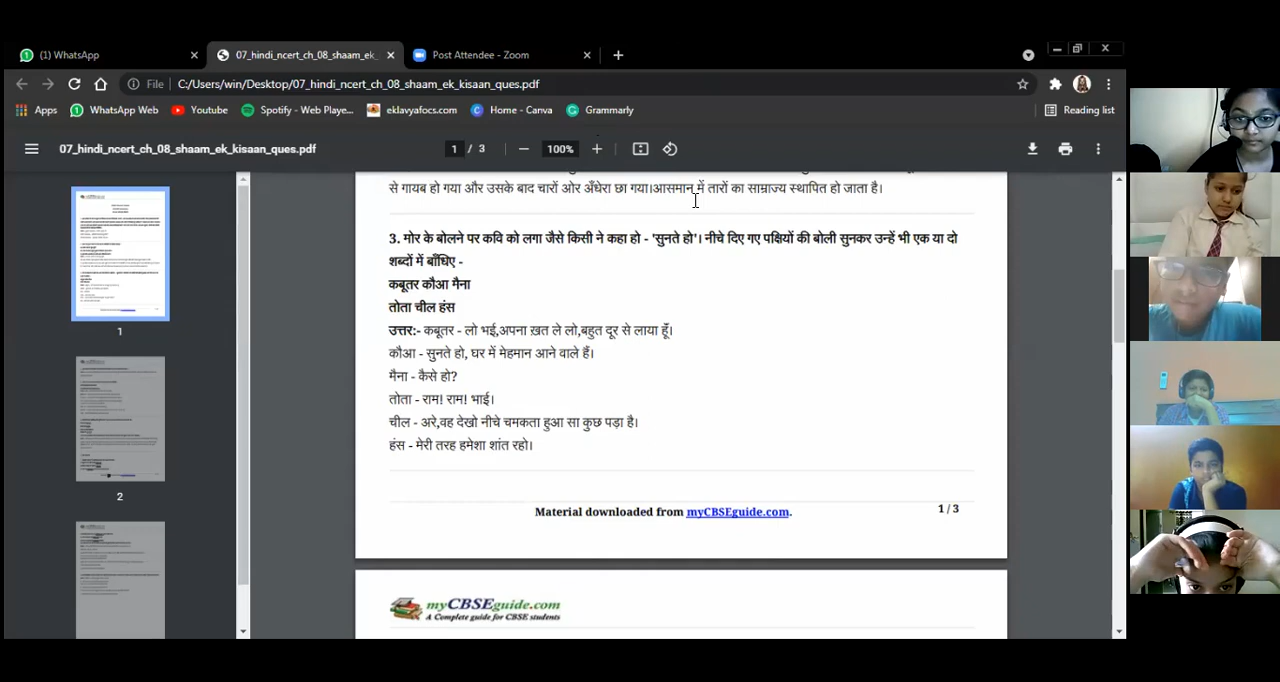 (1) WhatsApp
07_hindi_ncert_ch_08_shaam_ek_
Post Attendee - Zoom
File
C:/Users/win/Desktop/07_hindi_ncert_ch_08_shaam_ek_kisaan_ques.pdf
Apps
WhatsApp Web
Youtube
Spotify - Web Playe...
eklavyafocs.com
Home - Canva
Grammarly
Reading list
07_hindi_ncert_ch_08_shaam_ek_kisaan_ques.pdf
1 / 3
100%
से गायब हो गया और उसके बाद चारों ओर अँधेरा छा गया।आसमान में तारों का साम्राज्य स्थापित हो जाता है।
3. मोर के बोलने पर कवि को लगा जैसे किसी ने कहा हो - 'सुनते हो'। नीचे दिए गए पक्षियों की बोली सुनकर उन्हें भी एक या दो
शब्दों में बाँधिए -
कबूतर कौआ मैना
तोता चील हंस
उत्तर:- कबूतर - लो भई,अपना ख़त ले लो,बहुत दूर से लाया हूँ।
कौआ - सुनते हो, घर में मेहमान आने वाले हैं।
मैना - कैसे हो?
तोता - राम! राम! भाई।
चील - अरे,वह देखो नीचे चमकता हुआ सा कुछ पड़ा है।
हंस - मेरी तरह हमेशा शांत रहो।
Material downloaded from myCBSEguide.com.
1 / 3
myCBSEguide.com
A Complete guide for CBSE students
1
2